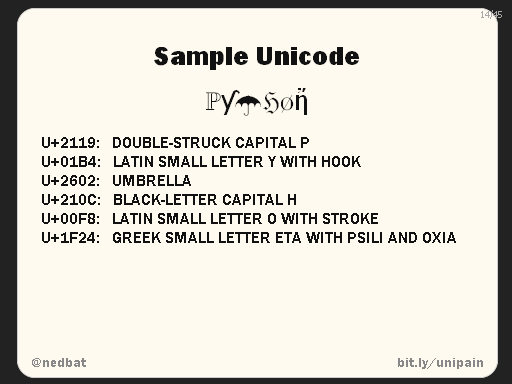 14/45
Sample Unicode
ℙƴ☂ℌøἤ
U+2119: DOUBLE-STRUCK CAPITAL P
U+01B4: LATIN SMALL LETTER Y WITH HOOK
U+2602: UMBRELLA
U+210C: BLACK-LETTER CAPITAL H
U+00F8: LATIN SMALL LETTER O WITH STROKE
U+1F24: GREEK SMALL LETTER ETA WITH PSILI AND OXIA
@nedbat
bit.ly/unipain